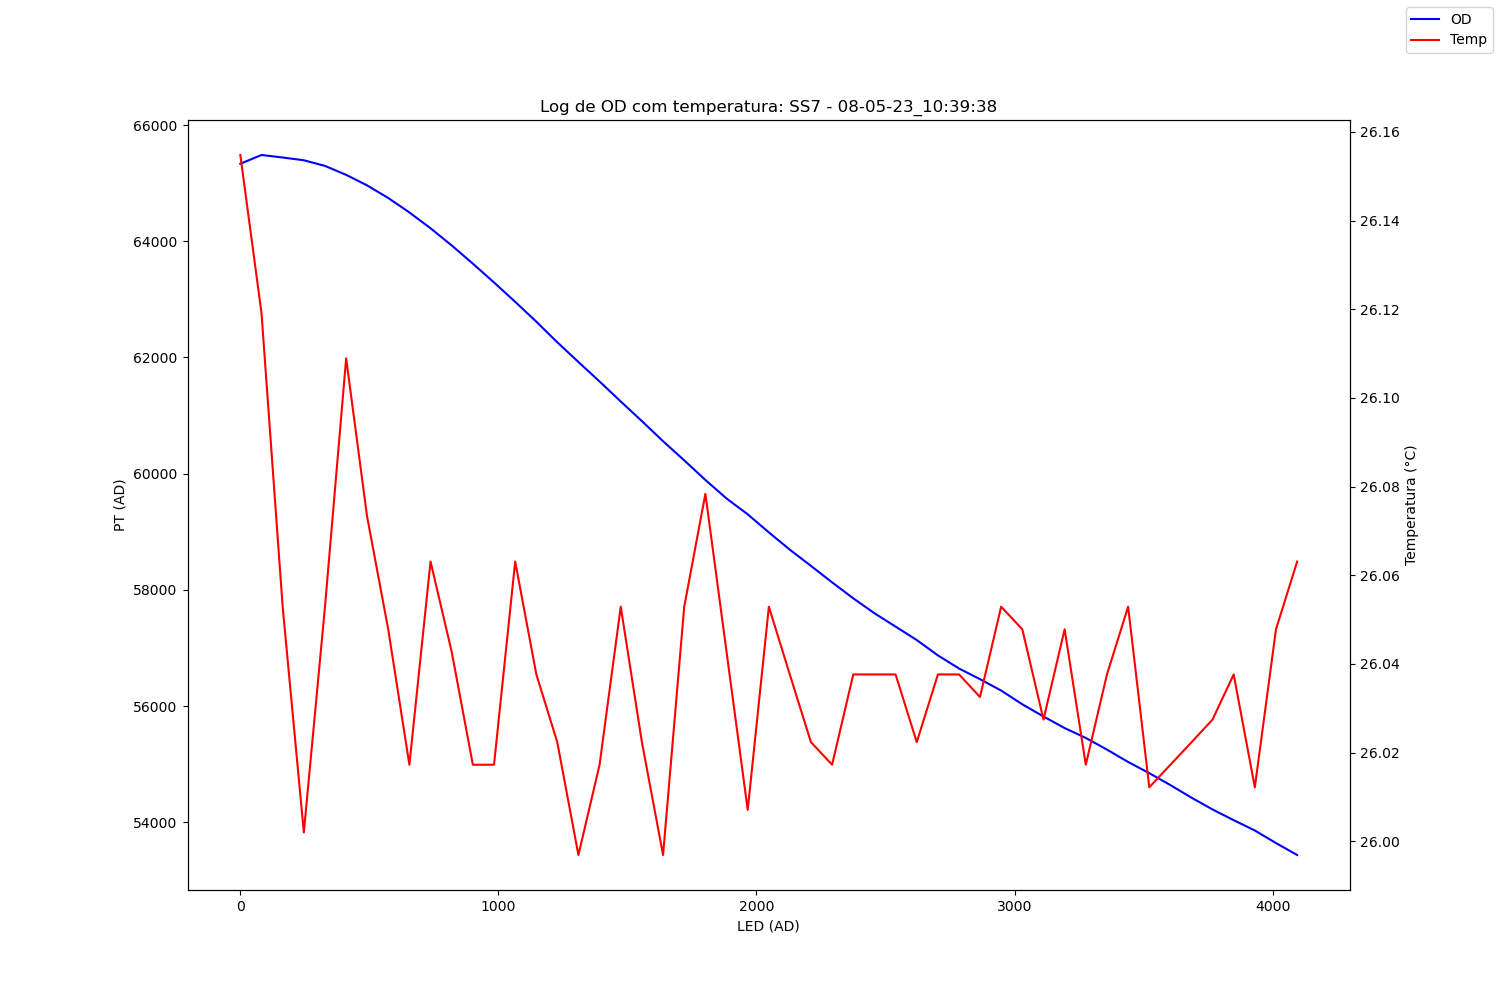 OD
Temp
Log de OD com temperatura: SS7 - 08-05-23_10:39:38
66000
64000
62000
60000
58000
56000
54000
PT (AD)
26.16
26.14
26.12
26.10
26.08
26.06
26.04
26.02
26.00
Temperatura (°C)
0 1000 2000 3000 4000
LED (AD)